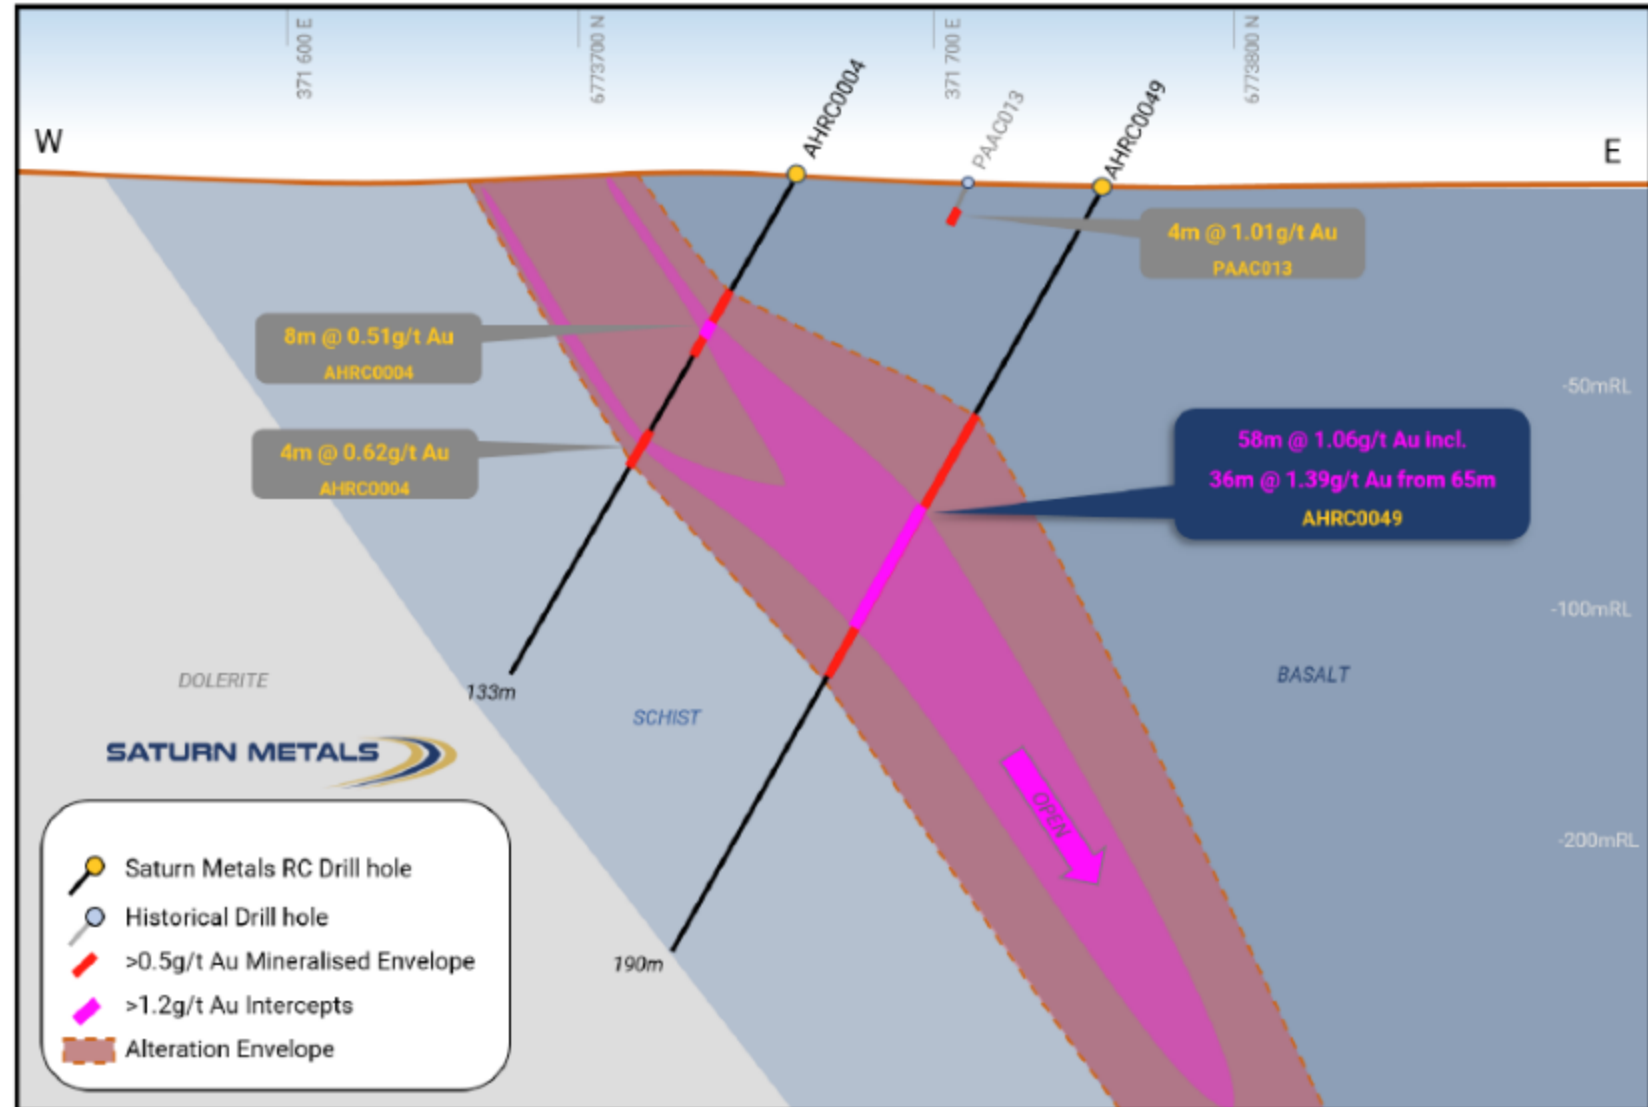 371 600 E
6773700 N
371 700 E
6773800 N
W
E
AHRC0004
PAAC013
AHRC0049
4m @ 1.01g/t Au
PAAC013
8m @ 0.51g/t Au
AHRC0004
4m @ 0.62g/t Au
AHRC0004
-50mRL
58m @ 1.06g/t Au incl.
36m @ 1.39g/t Au from 65m
AHRC0049
-100mRL
DOLERITE
133m
SCHIST
BASALT
SATURN METALS
OPEN
-200mRL
190m
Saturn Metals RC Drill hole
Historical Drill hole
>0.5g/t Au Mineralised Envelope
>1.2g/t Au Intercepts
Alteration Envelope